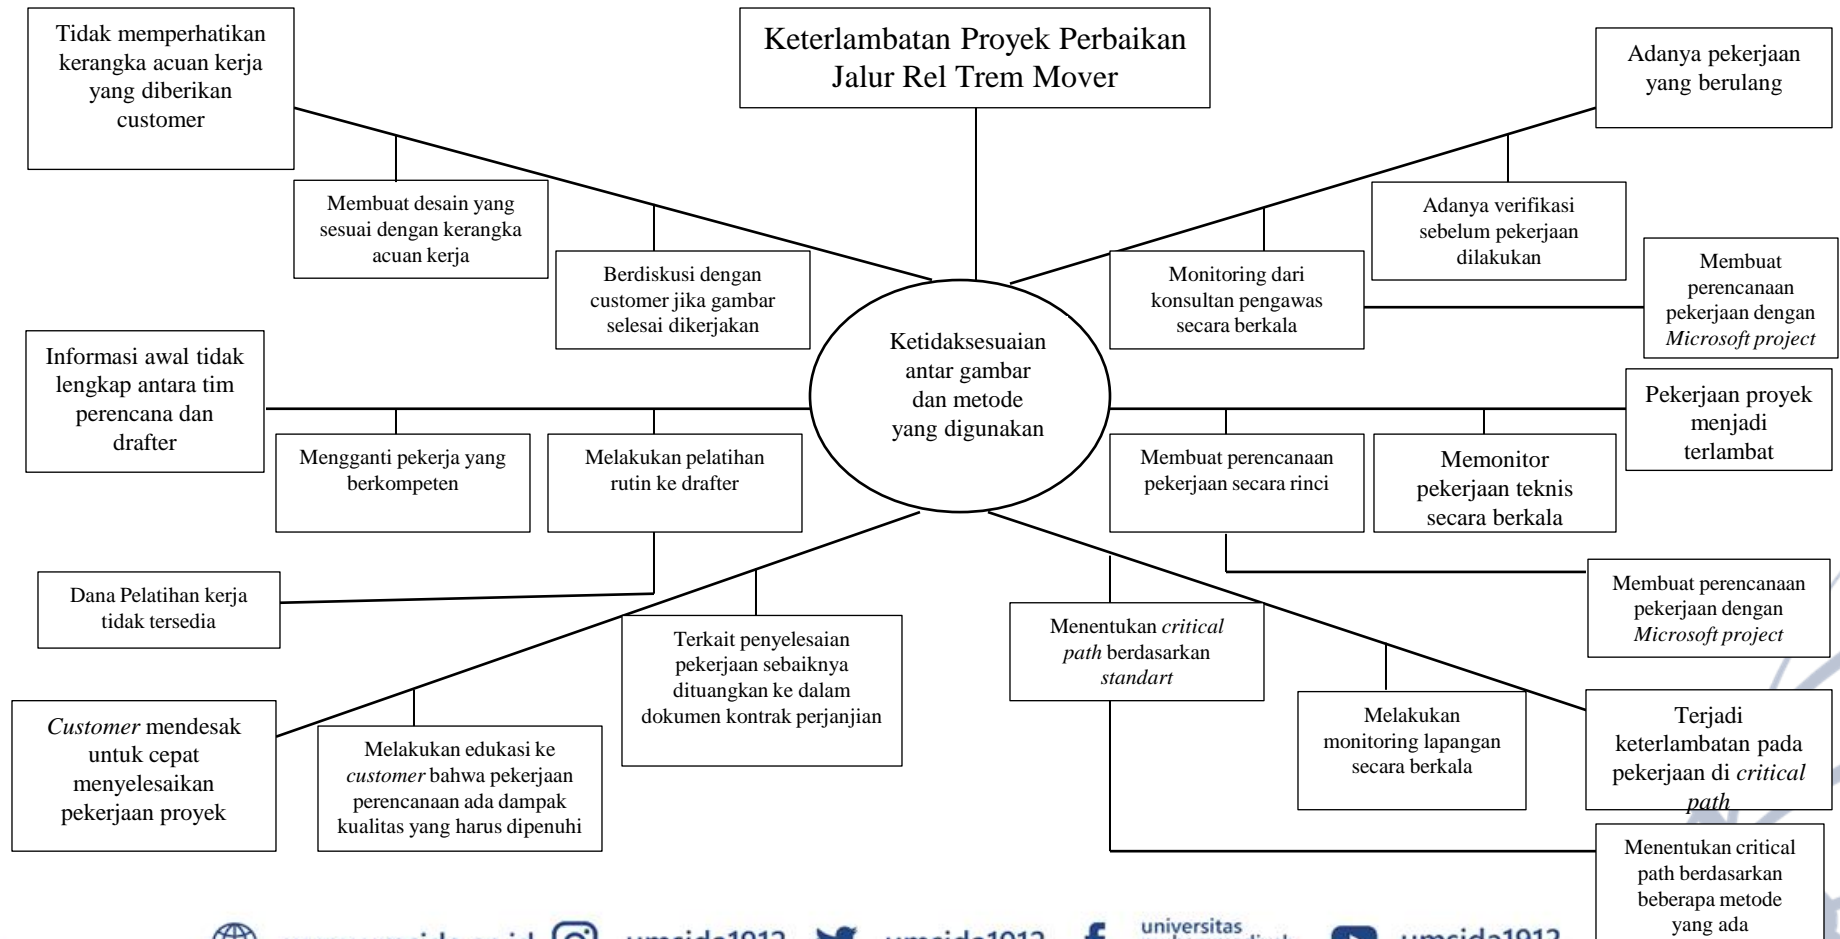 Keterlambatan Proyek Perbaikan
Jalur Rel Trem Mover
Tidak memperhatikan
kerangka acuan kerja
yang diberikan
customer
Adanya pekerjaan
yang berulang
Membuat desain yang
sesuai dengan kerangka
acuan kerja
Berdiskusi dengan
customer jika gambar
selesai dikerjakan
Adanya verifikasi
sebelum pekerjaan
dilakukan
Monitoring dari
konsultan pengawas
secara berkala
Membuat
perencanaan
pekerjaan dengan
Microsoft project
Informasi awal tidak
lengkap antara tim
perencana dan
drafter
Ketidaksesuaian
antar gambar
dan metode
yang digunakan
Pekerjaan proyek
menjadi
terlambat
Mengganti pekerja yang
berkompeten
Melakukan pelatihan
rutin ke drafter
Membuat perencanaan
pekerjaan secara rinci
Memonitor
pekerjaan teknis
secara berkala
Dana Pelatihan kerja
tidak tersedia
Membuat perencanaan
pekerjaan dengan
Microsoft project
Terkait penyelesaian
pekerjaan sebaiknya
dituangkan ke dalam
dokumen kontrak perjanjian
Menentukan critical
path berdasarkan
standart
Customer mendesak
untuk cepat
menyelesaikan
pekerjaan proyek
Melakukan edukasi ke
customer bahwa pekerjaan
perencanaan ada dampak
kualitas yang harus dipenuhi
Melakukan
monitoring lapangan
secara berkala
Terjadi
keterlambatan pada
pekerjaan di critical
path
Menentukan critical
path berdasarkan
beberapa metode
yang ada
umsida1912
umsida1912
universitas
umsida1912